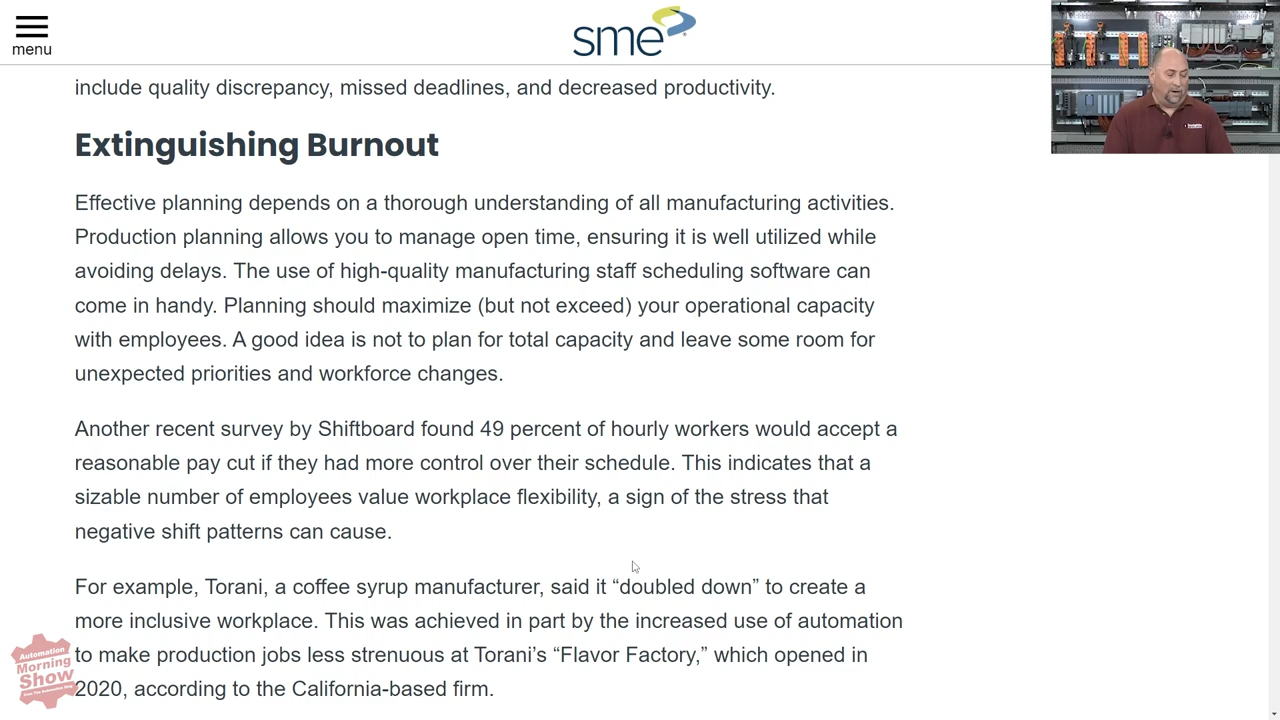 menu
sme
include quality discrepancy, missed deadlines, and decreased productivity.
Extinguishing Burnout
Effective planning depends on a thorough understanding of all manufacturing activities.
Production planning allows you to manage open time, ensuring it is well utilized while
avoiding delays. The use of high-quality manufacturing staff scheduling software can
come in handy. Planning should maximize (but not exceed) your operational capacity
with employees. A good idea is not to plan for total capacity and leave some room for
unexpected priorities and workforce changes.
Another recent survey by Shiftboard found 49 percent of hourly workers would accept a
reasonable pay cut if they had more control over their schedule. This indicates that a
sizable number of employees value workplace flexibility, a sign of the stress that
negative shift patterns can cause.
For example, Torani, a coffee syrup manufacturer, said it “doubled down” to create a
more inclusive workplace. This was achieved in part by the increased use of automation
to make production jobs less strenuous at Torani’s “Flavor Factory,” which opened in
2020, according to the California-based firm.
Automation
Morning
Show